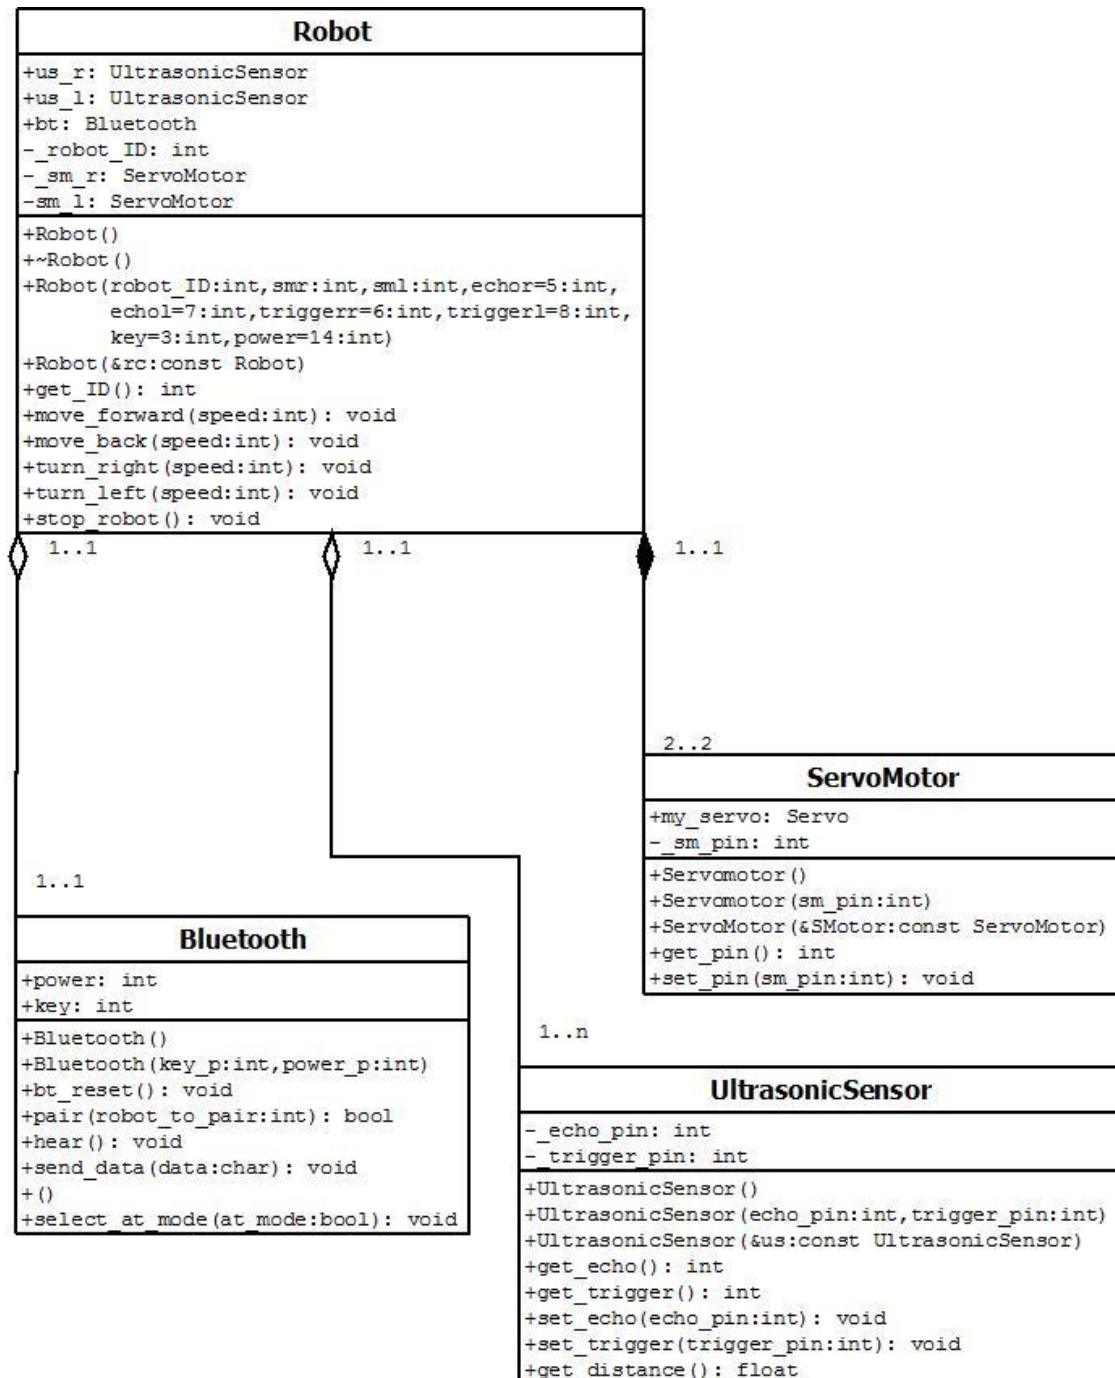 Robot
+us_r: UltrasonicSensor
+us_l: UltrasonicSensor
+bt: Bluetooth
-_robot_ID: int
-_sm_r: ServoMotor
-sm_l: ServoMotor
+Robot()
+~Robot()
+Robot(robot_ID:int,smr:int,sml:int,echor=5:int,
echol=7:int,triggerr=6:int,triggerl=8:int,
key=3:int,power=14:int)
+Robot(&rc:const Robot)
+get_ID(): int
+move_forward(speed:int): void
+move_back(speed:int): void
+turn_right(speed:int): void
+turn_left(speed:int): void
+stop_robot(): void
1..1
1..1
1..1
2..2
ServoMotor
+my_servo: Servo
-_sm_pin: int
+Servomotor()
+Servomotor(sm_pin:int)
+ServoMotor(&SMotor:const ServoMotor)
+get_pin(): int
+set_pin(sm_pin:int): void
1..1
Bluetooth
+power: int
+key: int
+Bluetooth()
+Bluetooth(key_p:int,power_p:int)
+bt_reset(): void
+pair(robot_to_pair:int): bool
+hear(): void
+send_data(data:char): void
+()
+select_at_mode(at_mode:bool): void
1..n
UltrasonicSensor
-_echo_pin: int
-_trigger_pin: int
+UltrasonicSensor()
+UltrasonicSensor(echo_pin:int,trigger_pin:int)
+UltrasonicSensor(&us:const UltrasonicSensor)
+get_echo(): int
+get_trigger(): int
+set_echo(echo_pin:int): void
+set_trigger(trigger_pin:int): void
+get_distance(): float